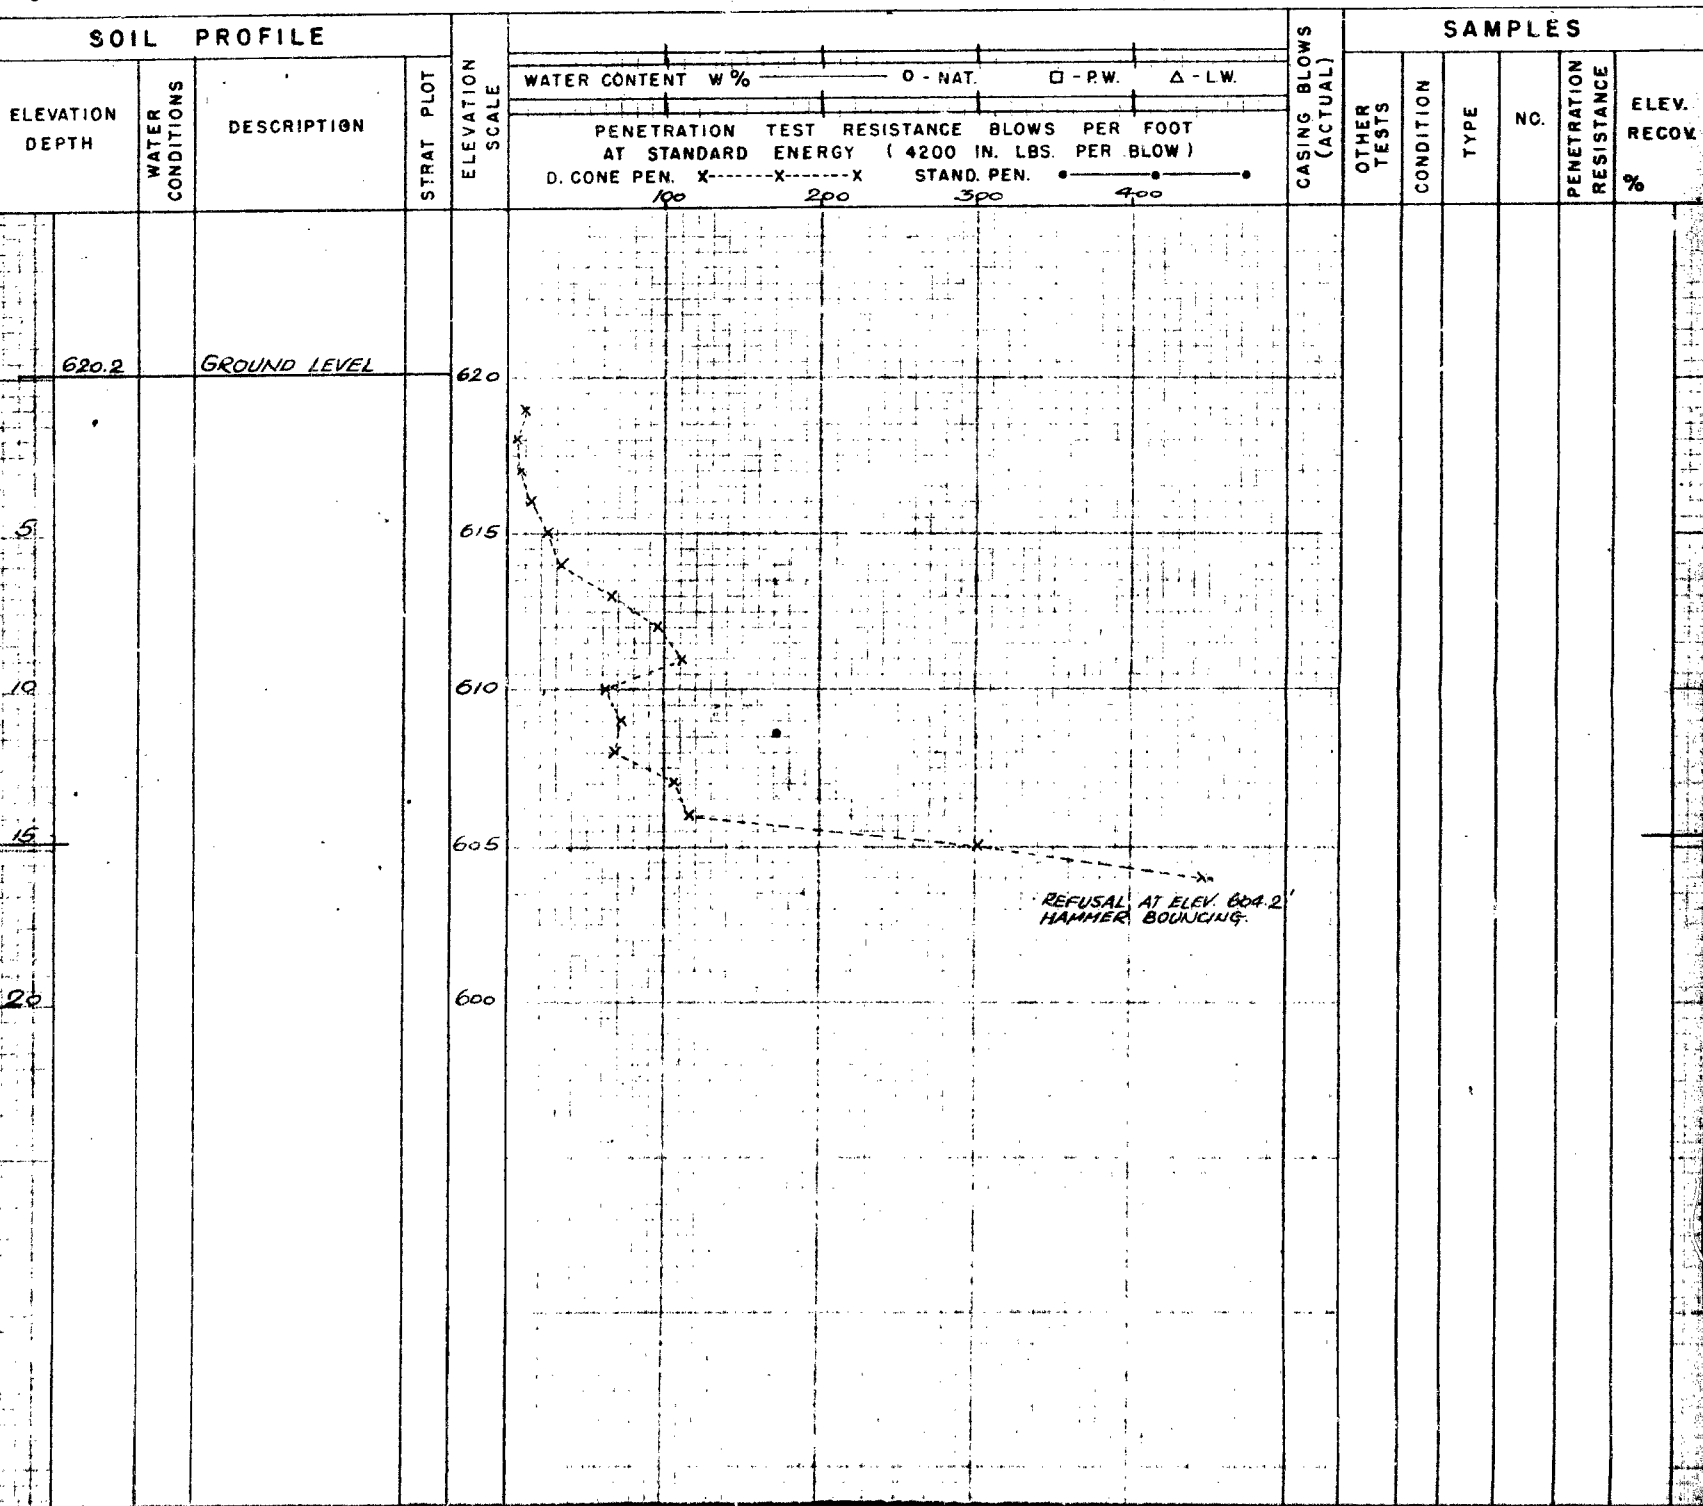 SOIL PROFILE
ELEVATION
DEPTH
WATER
CONDITIONS
DESCRIPTION
STRAT PLOT
ELEVATION
SCALE
WATER CONTENT W % O - NAT. □ - P.W. Δ - L.W.
PENETRATION TEST RESISTANCE BLOWS PER FOOT
AT STANDARD ENERGY ( 4200 IN. LBS. PER BLOW )
D. CONE PEN. X-------X-------X STAND. PEN. ●———●———●
100 200 300 400
CASING BLOWS
(ACTUAL)
SAMPLES
OTHER
TESTS
CONDITION
TYPE
NO.
PENETRATION
RESISTANCE
ELEV.
RECOV.
%
620.2 GROUND LEVEL 620
5 615
10 610
15 605
REFUSAL AT ELEV. 604.2'
HAMMER BOUNCING.
20 600